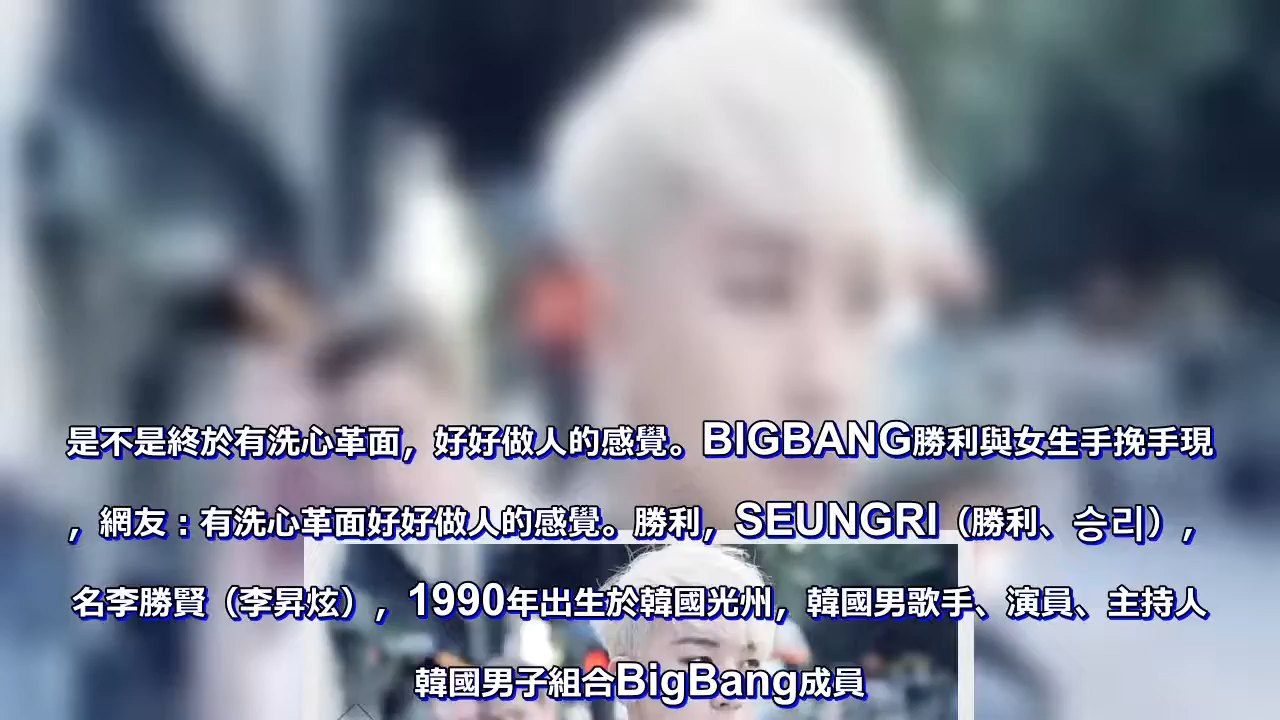 是不是終於有洗心革面，好好做人的感覺。BIGBANG勝利與女生手挽手現
，網友：有洗心革面好好做人的感覺。勝利，SEUNGRI（勝利、승리），
名李勝賢（李昇炫），1990年出生於韓國光州，韓國男歌手、演員、主持人
韓國男子組合BigBang成員